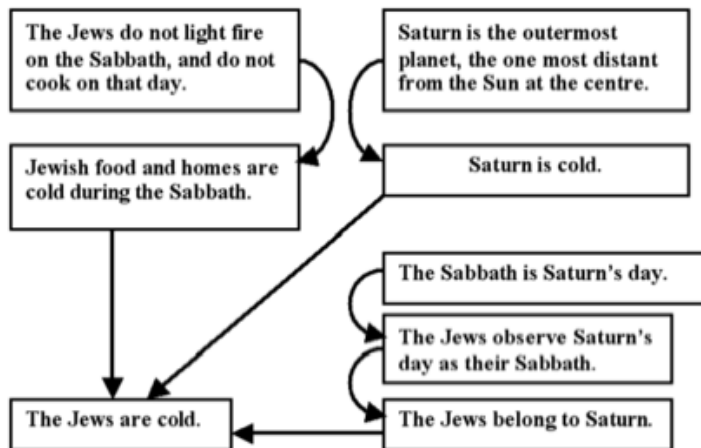 The Jews do not light fire
on the Sabbath, and do not
cook on that day.
Saturn is the outermost
planet, the one most distant
from the Sun at the centre.
Jewish food and homes are
cold during the Sabbath.
Saturn is cold.
The Sabbath is Saturn's day.
The Jews observe Saturn's
day as their Sabbath.
The Jews are cold.
The Jews belong to Saturn.